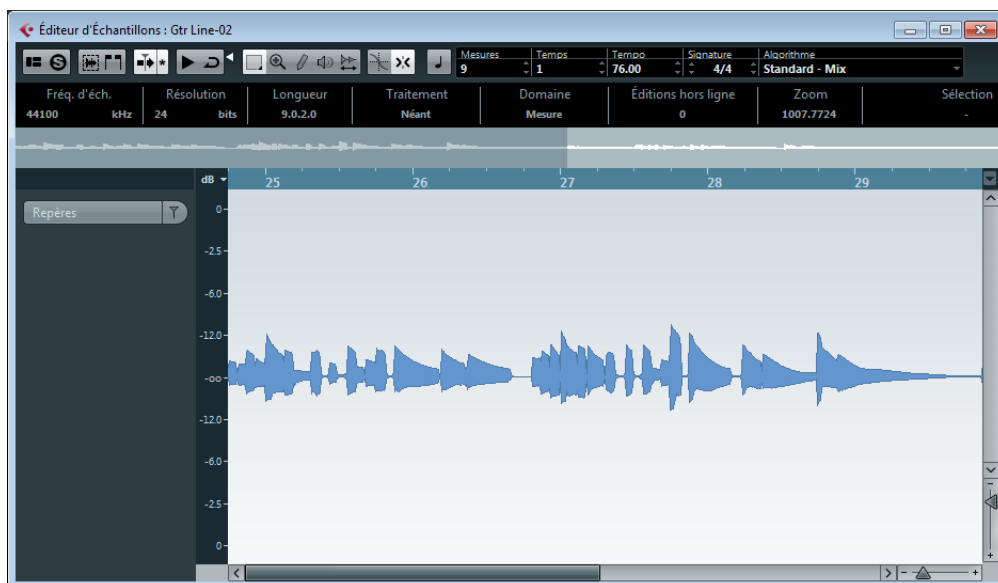 Éditeur d'Échantillons : Gtr Line-02
Mesures Temps Tempo Signature Algorithme
9 1 76.00 4/4 Standard - Mix
Fréq. d'éch. Résolution Longueur Traitement Domaine Éditions hors ligne Zoom Sélection
44100 kHz 24 bits 9.0.2.0 Néant Mesure 0 1007.7724 -
dB 25 26 27 28 29
Repères
0
-2.5
-6.0
-12.0
-oo
-12.0
-6.0
-2.5
0